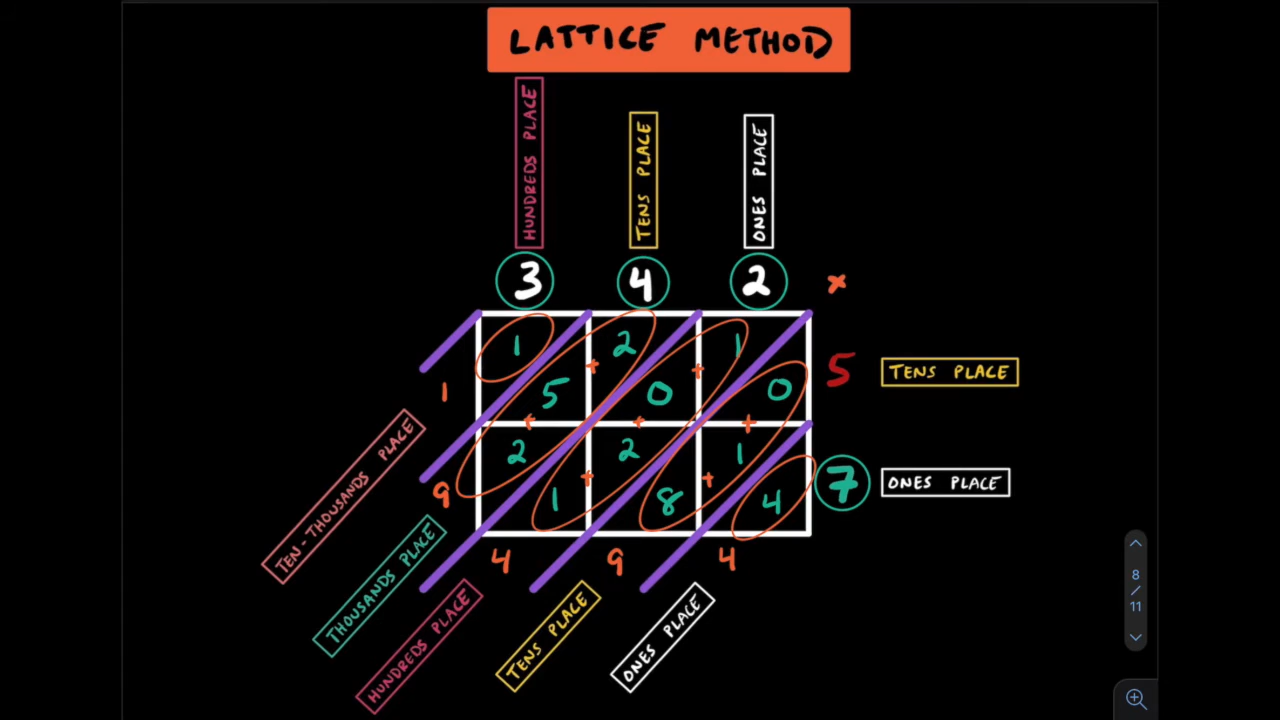 LATTICE METHOD
HUNDREDS PLACE
TENS PLACE
ONES PLACE
3 4 2 ×
1 2 1
5 TENS PLACE
5 0 0
1
2 2 1
7 ONES PLACE
9
1 8 4
4 9 4
TEN-THOUSANDS PLACE
THOUSANDS PLACE
HUNDREDS PLACE
TENS PLACE
ONES PLACE
+ +
+ + +
+ +
8
/
11